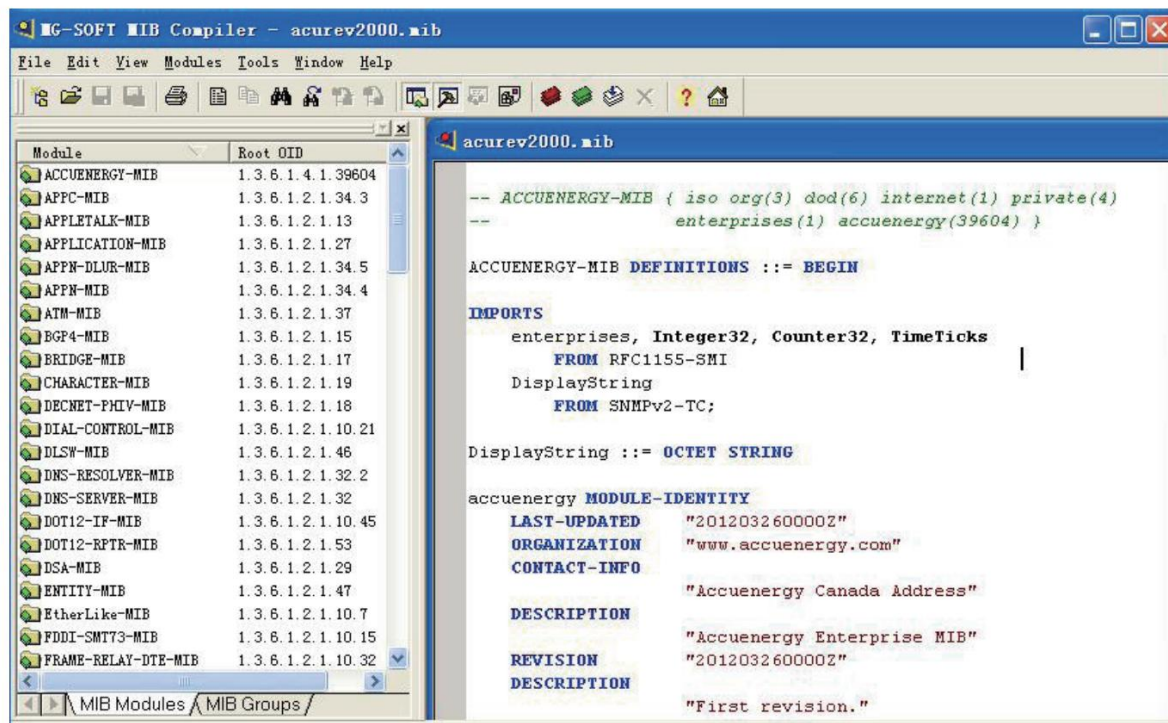 MG-SOFT MIB Compiler - acurev2000.mib
File Edit View Modules Tools Window Help
Module Root OID
ACCUENERGY-MIB 1.3.6.1.4.1.39604
APPC-MIB 1.3.6.1.2.1.34.3
APPLETALK-MIB 1.3.6.1.2.1.13
APPLICATION-MIB 1.3.6.1.2.1.27
APPN-DLUR-MIB 1.3.6.1.2.1.34.5
APPN-MIB 1.3.6.1.2.1.34.4
ATM-MIB 1.3.6.1.2.1.37
BGP4-MIB 1.3.6.1.2.1.15
BRIDGE-MIB 1.3.6.1.2.1.17
CHARACTER-MIB 1.3.6.1.2.1.19
DECNET-PHIV-MIB 1.3.6.1.2.1.18
DIAL-CONTROL-MIB 1.3.6.1.2.1.10.21
DLSW-MIB 1.3.6.1.2.1.46
DNS-RESOLVER-MIB 1.3.6.1.2.1.32.2
DNS-SERVER-MIB 1.3.6.1.2.1.32
DOT12-IF-MIB 1.3.6.1.2.1.10.45
DOT12-RPTR-MIB 1.3.6.1.2.1.53
DSA-MIB 1.3.6.1.2.1.29
ENTITY-MIB 1.3.6.1.2.1.47
EtherLike-MIB 1.3.6.1.2.1.10.7
FDDI-SMT73-MIB 1.3.6.1.2.1.10.15
FRAME-RELAY-DTE-MIB 1.3.6.1.2.1.10.32
MIB Modules MIB Groups
acurev2000.mib
-- ACCUENERGY-MIB { iso org(3) dod(6) internet(1) private(4)
-- enterprises(1) accuenergy(39604) }
ACCUENERGY-MIB DEFINITIONS ::= BEGIN
IMPORTS
enterprises, Integer32, Counter32, TimeTicks
FROM RFC1155-SMI
DisplayString
FROM SNMPv2-TC;
DisplayString ::= OCTET STRING
accuenergy MODULE-IDENTITY
LAST-UPDATED "201203260000Z"
ORGANIZATION "www.accuenergy.com"
CONTACT-INFO
"Accuenergy Canada Address"
DESCRIPTION
"Accuenergy Enterprise MIB"
REVISION "201203260000Z"
DESCRIPTION
"First revision."